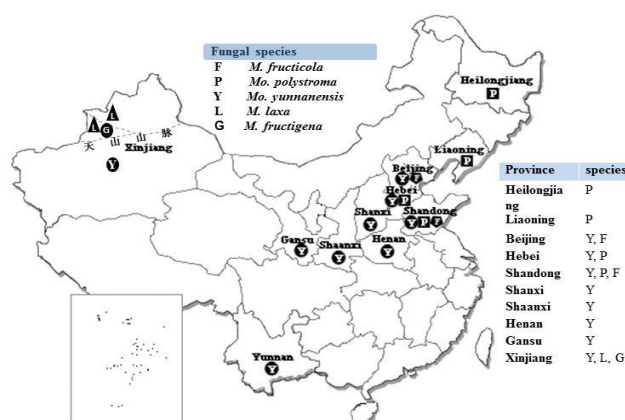 Fungal species
F M. fructicola
P Mo. polystroma
Y Mo. yunnanensis
L M. laxa
G M. fructigena
Heilongjiang
P
Liaoning
P
L
L G
天 山 山 脉
Xinjiang
Y
Beijing
Y F
Hebei
Y P
Shanxi
Y
Shandong
Y P F
Gansu
Y
Shaanxi
Y
Henan
Y
Yunnan
Y
Province species
Heilongjia P
ng
Liaoning P
Beijing Y, F
Hebei Y, P
Shandong Y, P, F
Shanxi Y
Shaanxi Y
Henan Y
Gansu Y
Xinjiang Y, L, G